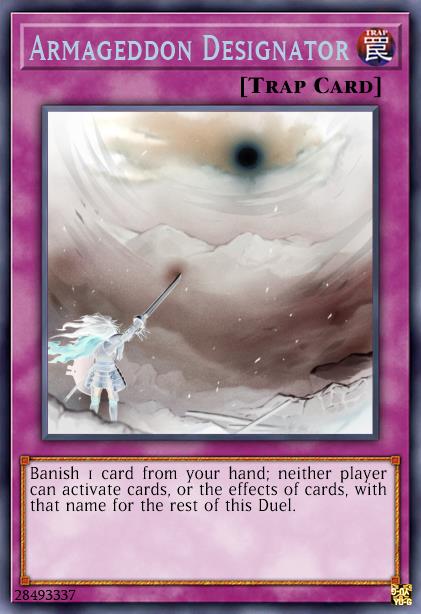 Armageddon Designator
TRAP
罠
[Trap Card]
Banish 1 card from your hand; neither player
can activate cards, or the effects of cards, with
that name for the rest of this Duel.
28493337